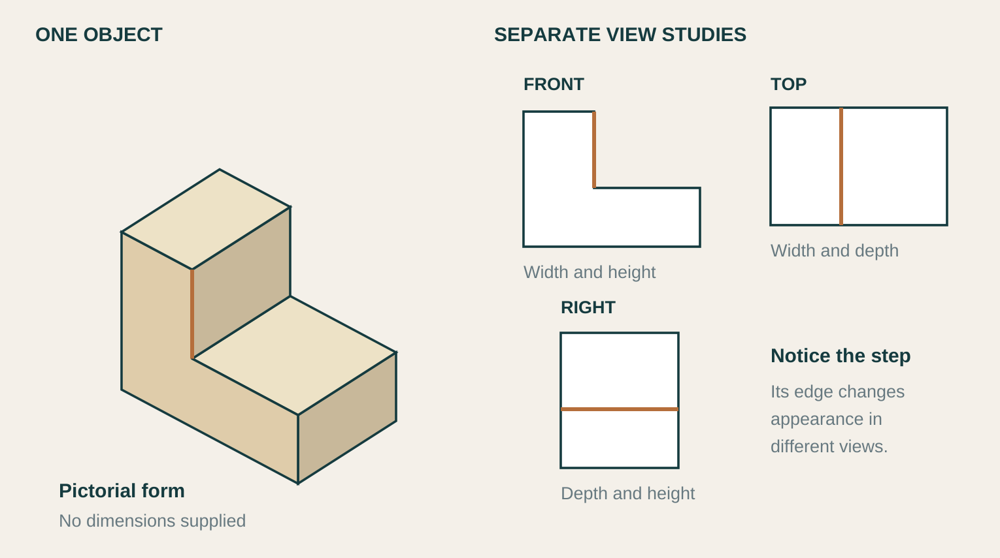 ONE OBJECT
SEPARATE VIEW STUDIES
FRONT
TOP
Width and height
Width and depth
RIGHT
Notice the step
Its edge changes
appearance in
different views.
Depth and height
Pictorial form
No dimensions supplied